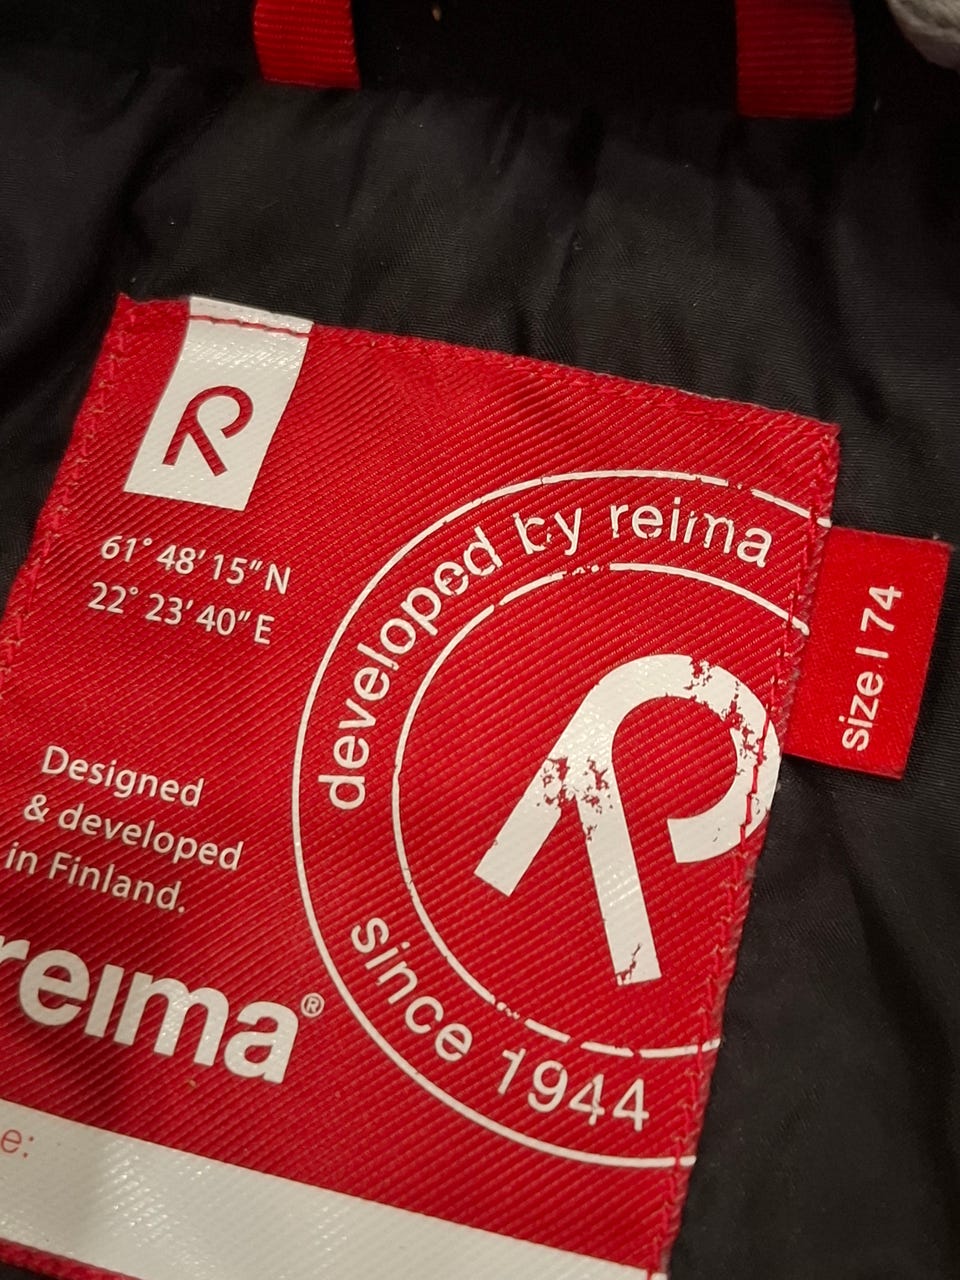 R
61° 48' 15" N
22° 23' 40" E
developed by reima
size | 74
Designed
& developed
in Finland.
reima®
since 1944
e: